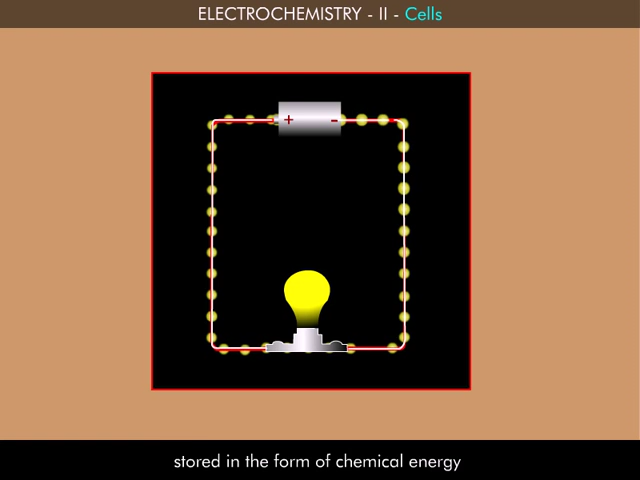 ELECTROCHEMISTRY - II - Cells
+ -
stored in the form of chemical energy